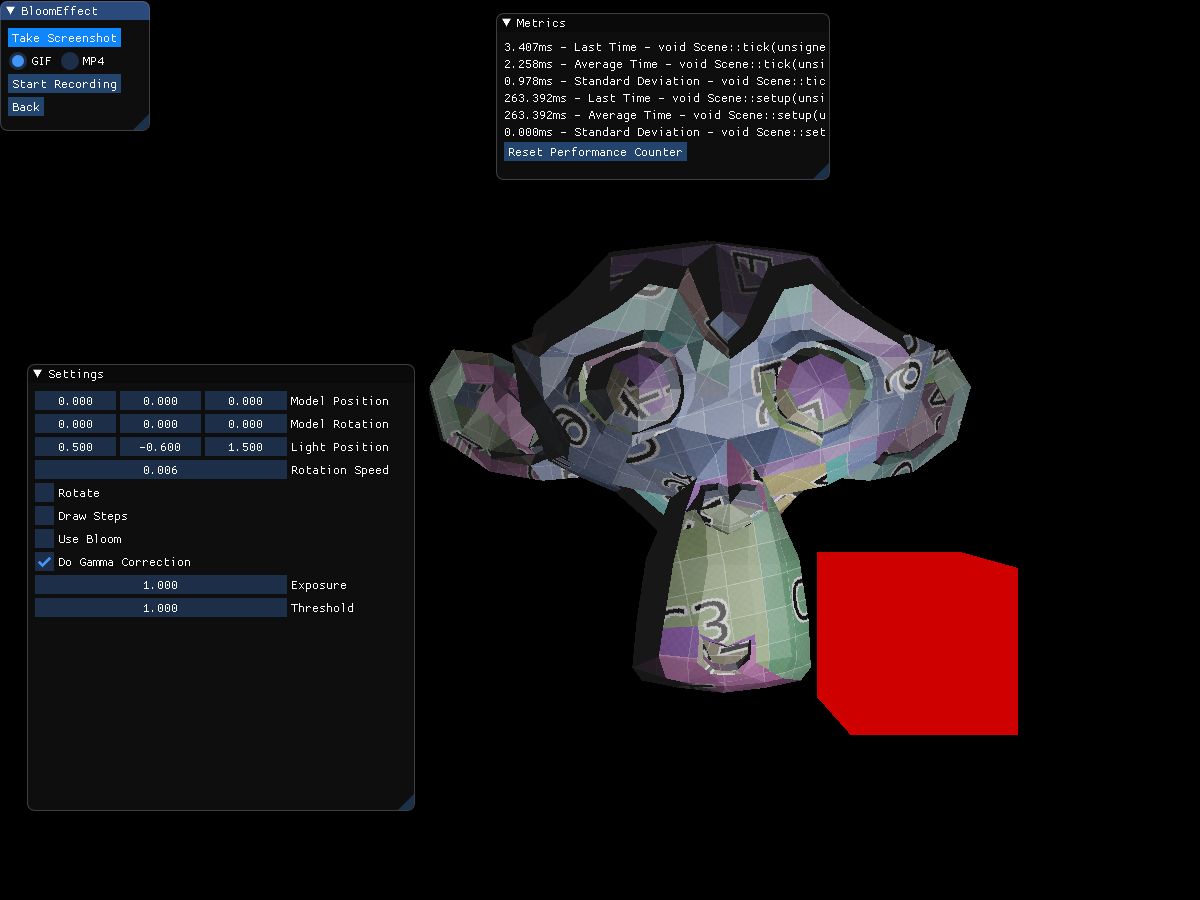 BloomEffect
Take Screenshot
GIF MP4
Start Recording
Back
Metrics
3.407ms - Last Time - void Scene::tick(unsigne
2.258ms - Average Time - void Scene::tick(unsi
0.978ms - Standard Deviation - void Scene::tic
263.392ms - Last Time - void Scene::setup(unsi
263.392ms - Average Time - void Scene::setup(u
0.000ms - Standard Deviation - void Scene::set
Reset Performance Counter
Settings
0.000 0.000 0.000 Model Position
0.000 0.000 0.000 Model Rotation
0.500 -0.600 1.500 Light Position
0.006 Rotation Speed
Rotate
Draw Steps
Use Bloom
Do Gamma Correction
1.000 Exposure
1.000 Threshold
3